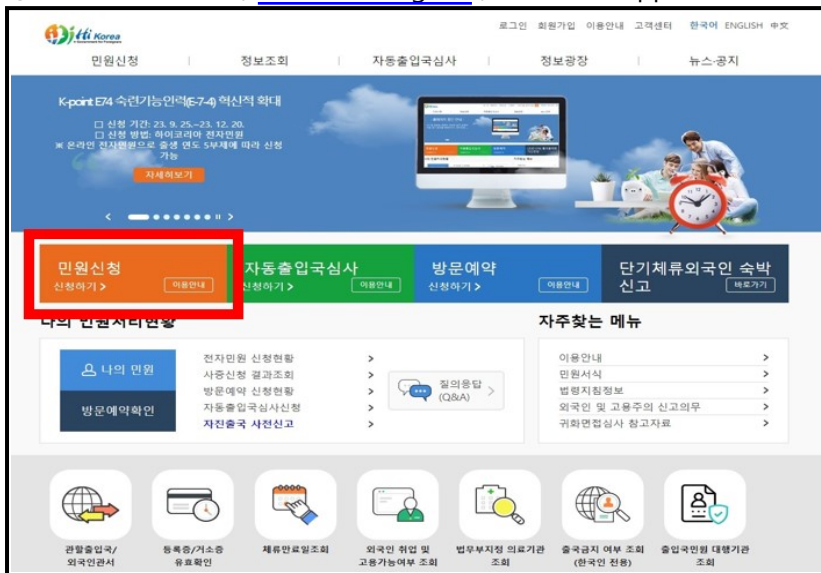 Hi Korea
로그인 회원가입 이용안내 고객센터 한국어 ENGLISH 中文
민원신청 정보조회 자동출입국심사 정보광장 뉴스·공지
K-point E74 숙련기능인력(E-7-4) 혁신적 확대
□ 신청 기간: 23. 9. 25.~23. 12. 20.
□ 신청 방법: 하이코리아 전자민원
※ 온라인 전자민원으로 출생 연도 5부제에 따라 신청
가능
자세히보기
민원신청
신청하기 >
이용안내
자동출입국심사
신청하기 >
이용안내
방문예약
신청하기 >
이용안내
단기체류외국인 숙박
신고
바로가기
나의 민원처리현황
나의 민원
방문예약확인
전자민원 신청현황 >
사증신청 결과조회 >
방문예약 신청현황 >
자동출입국심사신청 >
자진출국 사전신고 >
질의응답
(Q&A) >
자주찾는 메뉴
이용안내 >
민원서식 >
법령지침정보 >
외국인 및 고용주의 신고의무 >
귀화면접심사 참고자료 >
관할출입국/
외국인관서
등록증/거소증
유효확인
체류만료일조회
외국인 취업 및
고용가능여부 조회
법무부지정 의료기관
조회
출국금지 여부 조회
(한국인 전용)
출입국민원 대행기관
조회